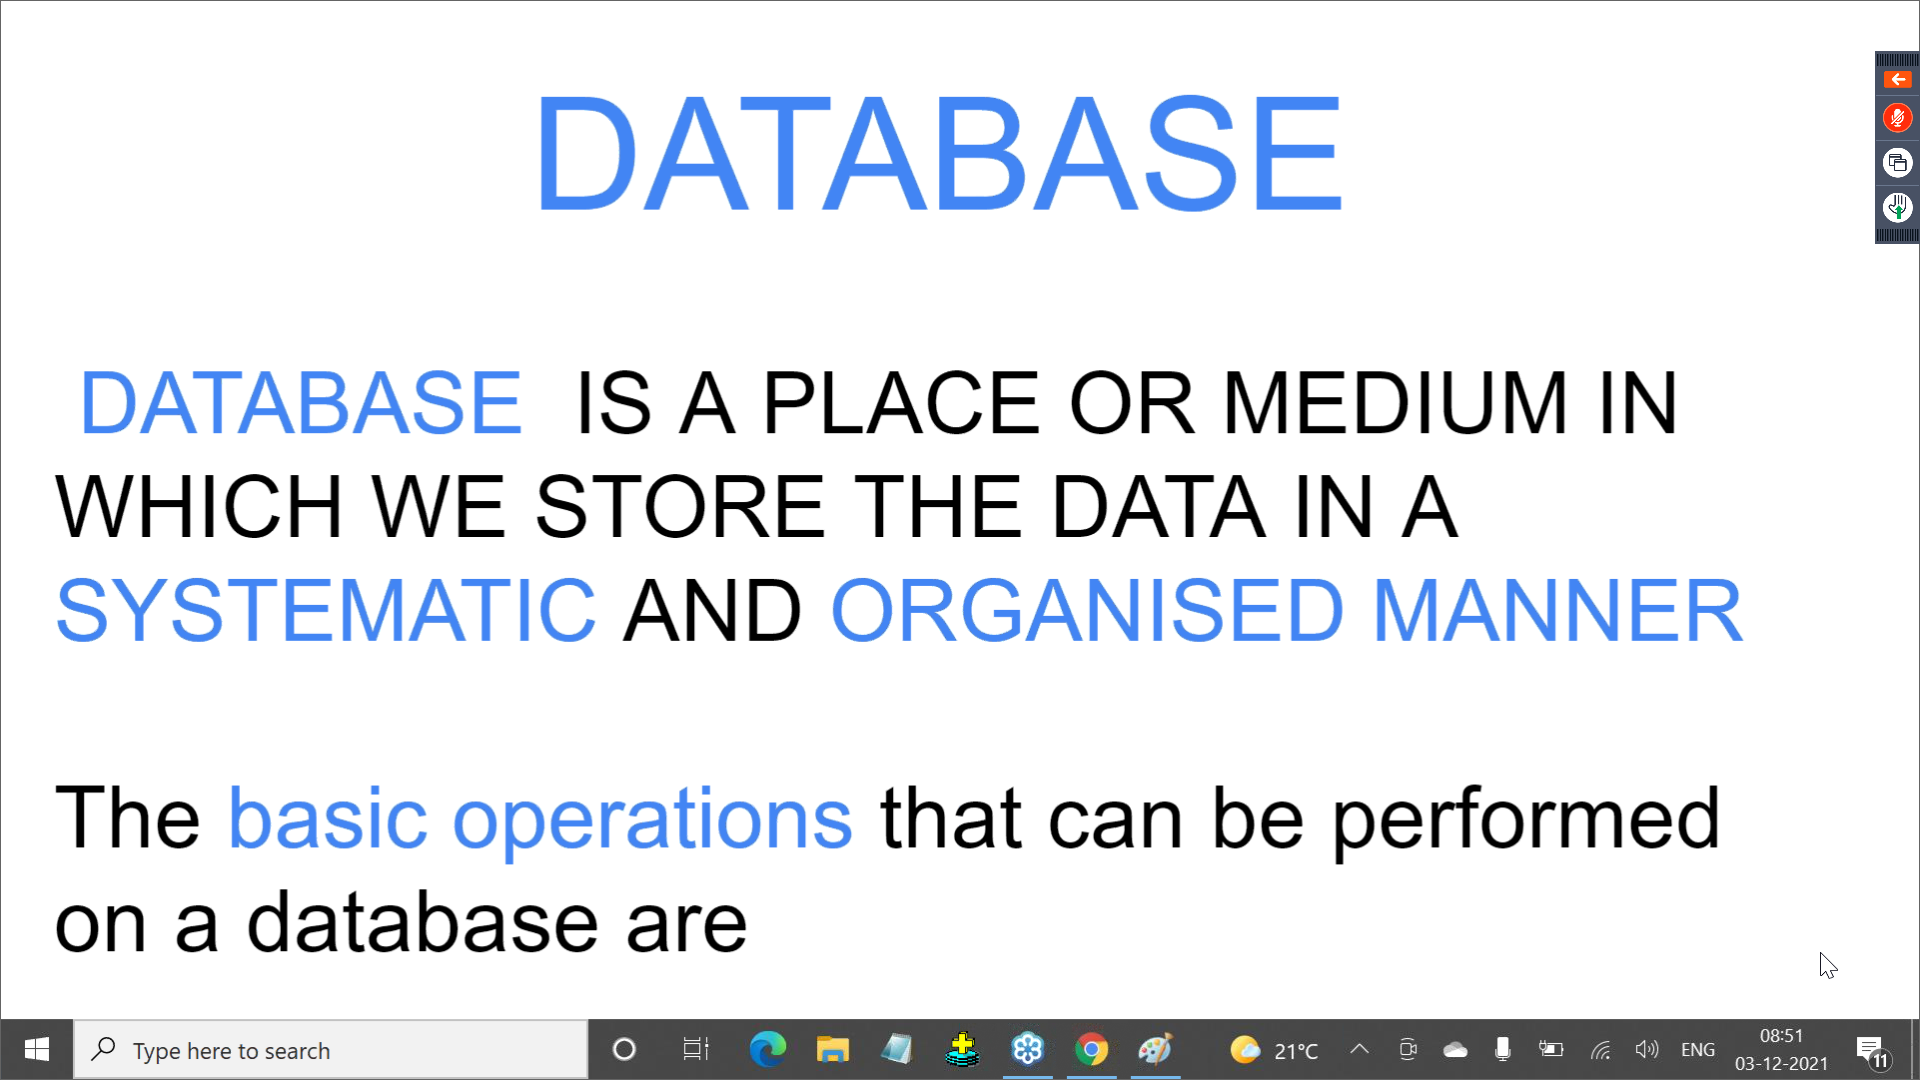 DATABASE
DATABASE IS A PLACE OR MEDIUM IN
WHICH WE STORE THE DATA IN A
SYSTEMATIC AND ORGANISED MANNER
The basic operations that can be performed
on a database are
Type here to search
21°C
ENG
08:51
03-12-2021
11